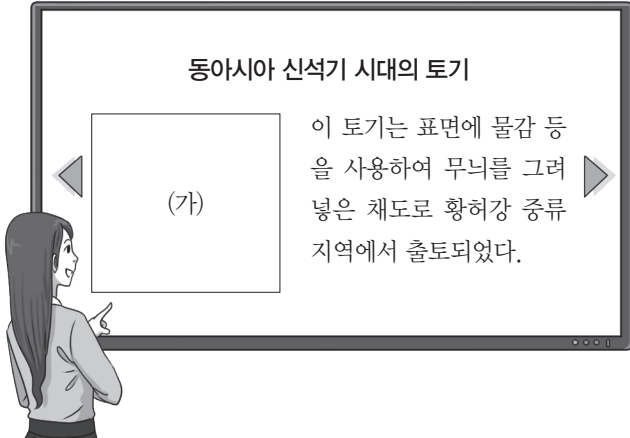 동아시아 신석기 시대의 토기
(가)
이 토기는 표면에 물감 등
을 사용하여 무늬를 그려
넣은 채도로 황허강 중류
지역에서 출토되었다.